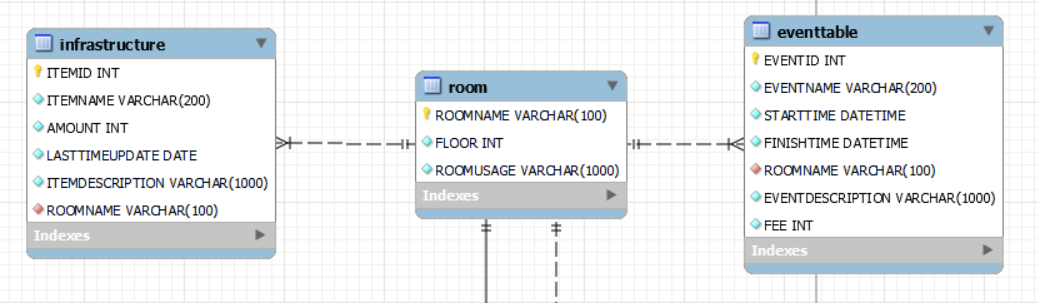 infrastructure
ITEMID INT
ITEMNAME VARCHAR(200)
AMOUNT INT
LASTTIMEUPDATE DATE
ITEMDESCRIPTION VARCHAR(1000)
ROOMNAME VARCHAR(100)
Indexes
room
ROOMNAME VARCHAR(100)
FLOOR INT
ROOMUSAGE VARCHAR(1000)
Indexes
eventtable
EVENTID INT
EVENTNAME VARCHAR(200)
STARTTIME DATETIME
FINISHTIME DATETIME
ROOMNAME VARCHAR(100)
EVENTDESCRIPTION VARCHAR(1000)
FEE INT
Indexes